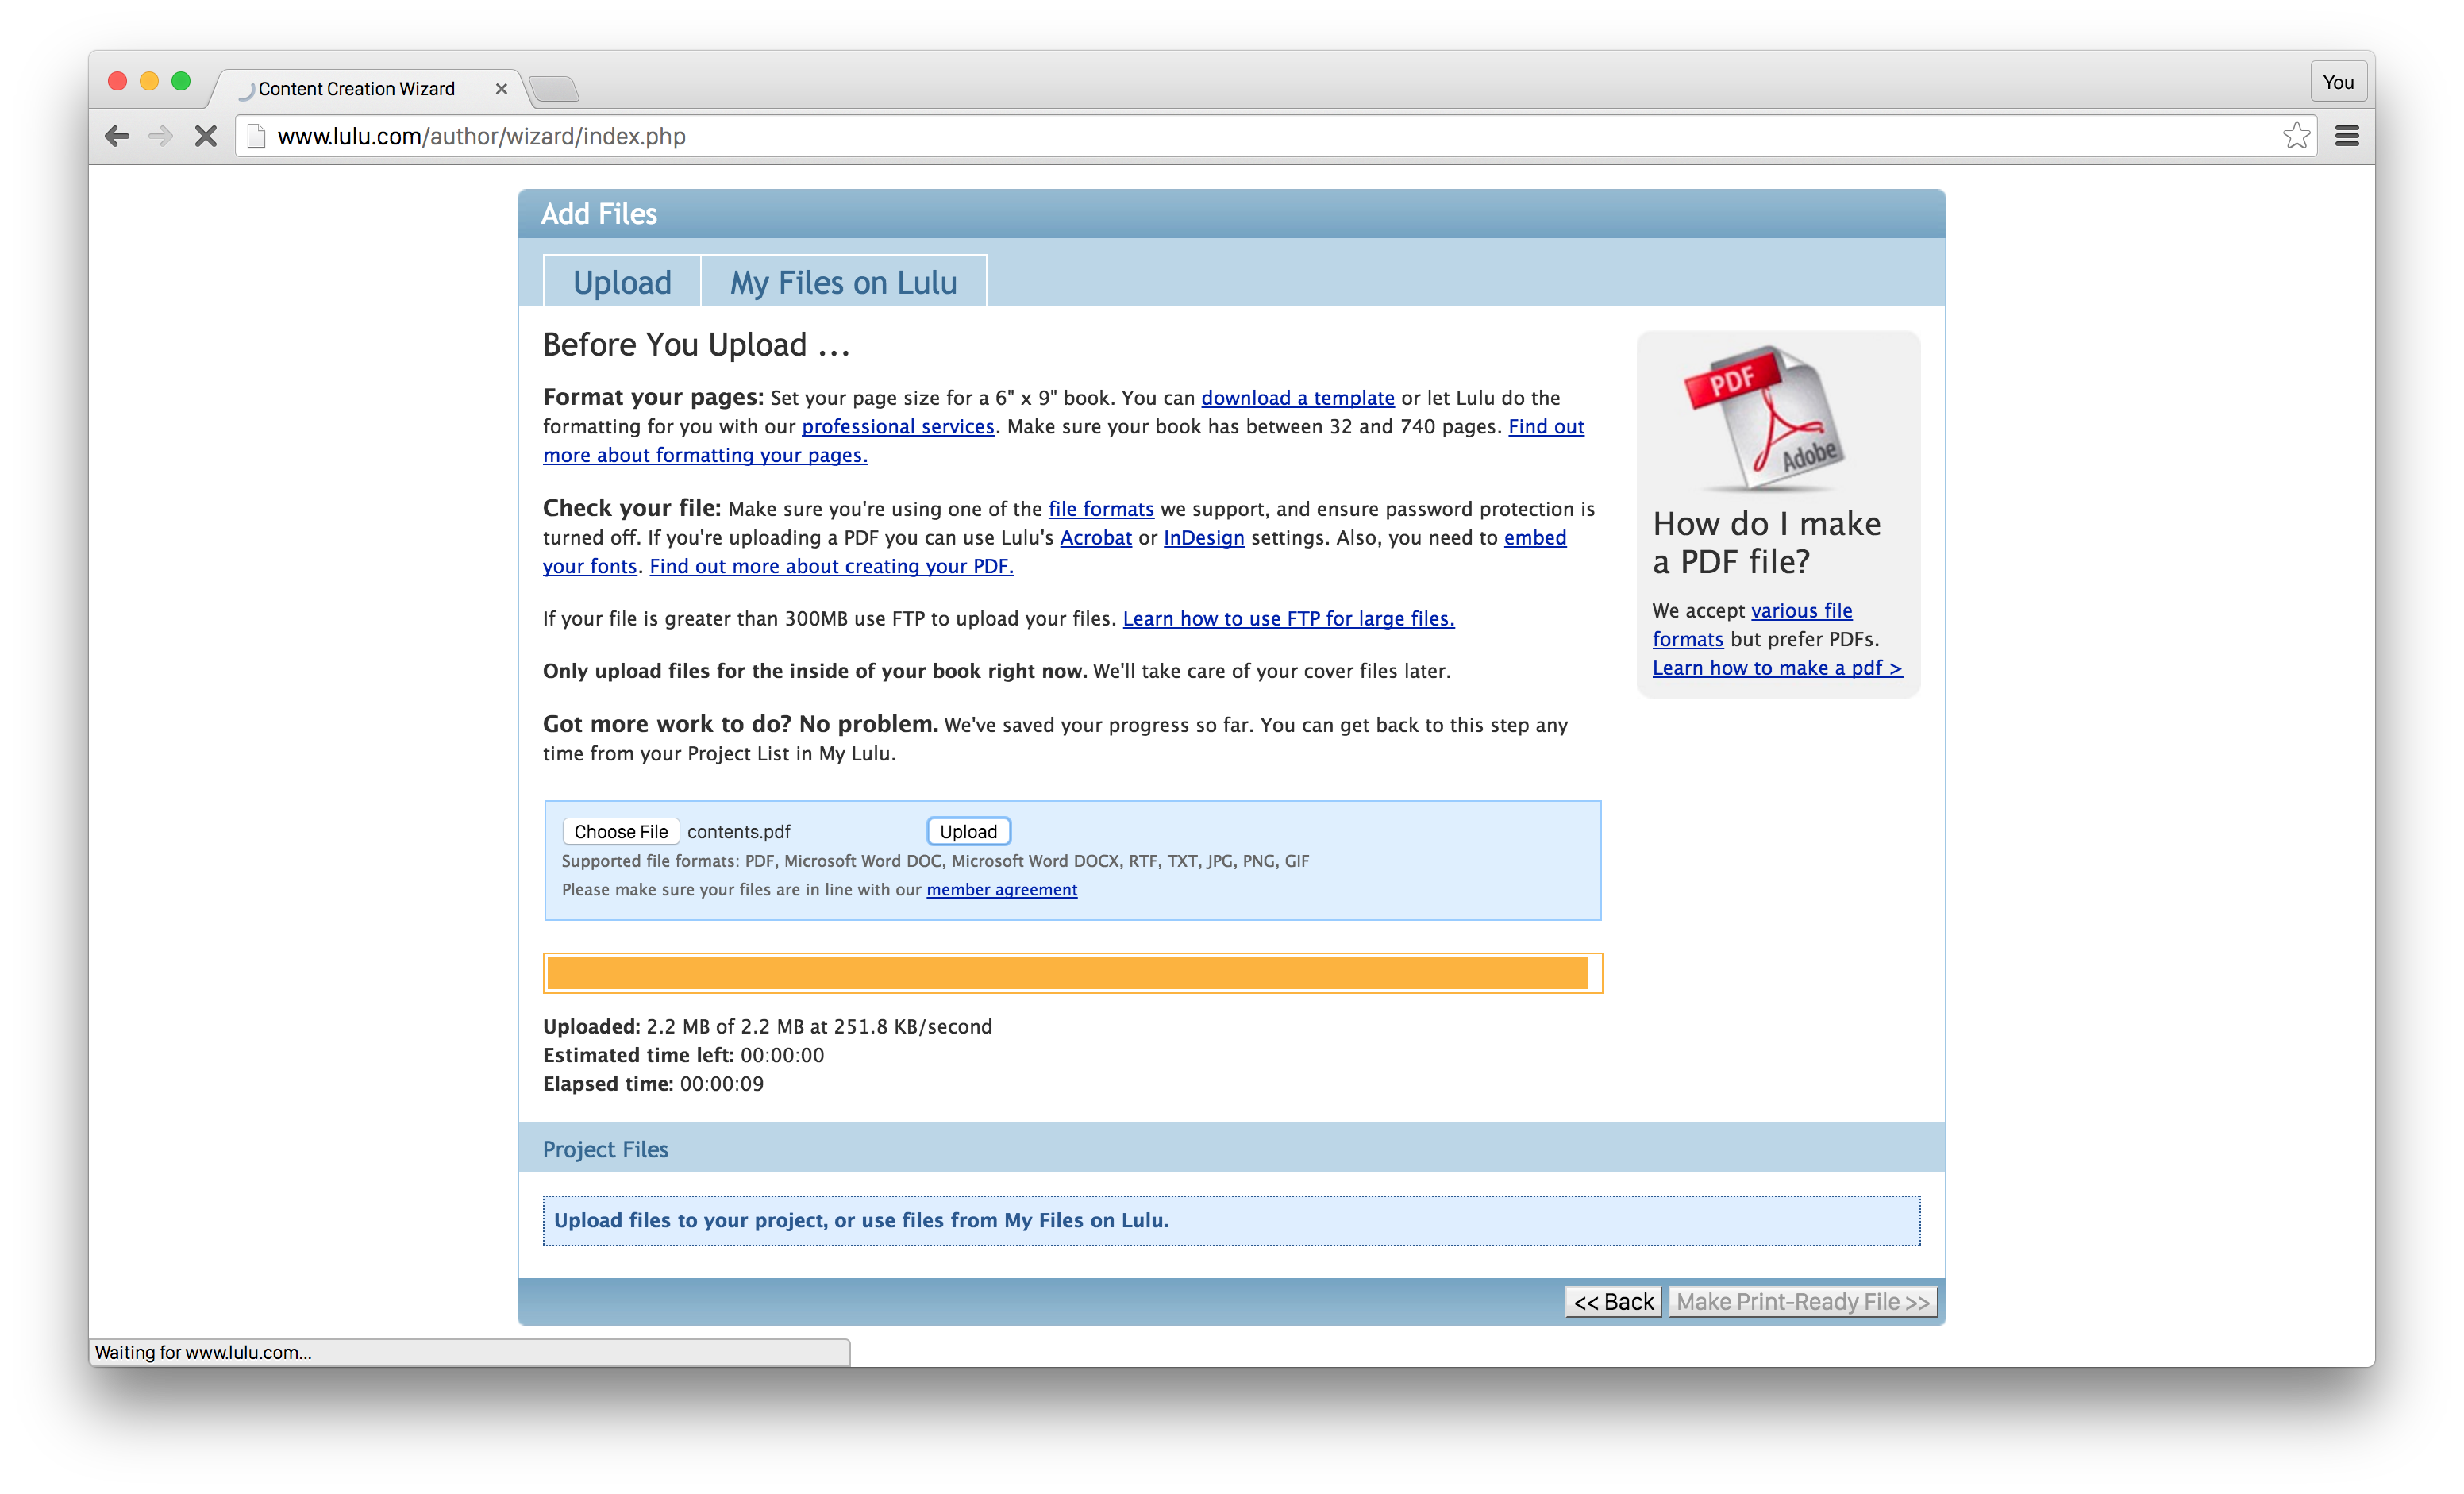 Content Creation Wizard
You
www.lulu.com/author/wizard/index.php
Add Files
Upload
My Files on Lulu
Before You Upload ...
Format your pages: Set your page size for a 6" x 9" book. You can download a template or let Lulu do the
formatting for you with our professional services. Make sure your book has between 32 and 740 pages. Find out
more about formatting your pages.
Check your file: Make sure you're using one of the file formats we support, and ensure password protection is
turned off. If you're uploading a PDF you can use Lulu's Acrobat or InDesign settings. Also, you need to embed
your fonts. Find out more about creating your PDF.
If your file is greater than 300MB use FTP to upload your files. Learn how to use FTP for large files.
Only upload files for the inside of your book right now. We'll take care of your cover files later.
Got more work to do? No problem. We've saved your progress so far. You can get back to this step any
time from your Project List in My Lulu.
PDF
Adobe
How do I make
a PDF file?
We accept various file
formats but prefer PDFs.
Learn how to make a pdf >
Choose File contents.pdf Upload
Supported file formats: PDF, Microsoft Word DOC, Microsoft Word DOCX, RTF, TXT, JPG, PNG, GIF
Please make sure your files are in line with our member agreement
Uploaded: 2.2 MB of 2.2 MB at 251.8 KB/second
Estimated time left: 00:00:00
Elapsed time: 00:00:09
Project Files
Upload files to your project, or use files from My Files on Lulu.
<< Back
Make Print-Ready File >>
Waiting for www.lulu.com...